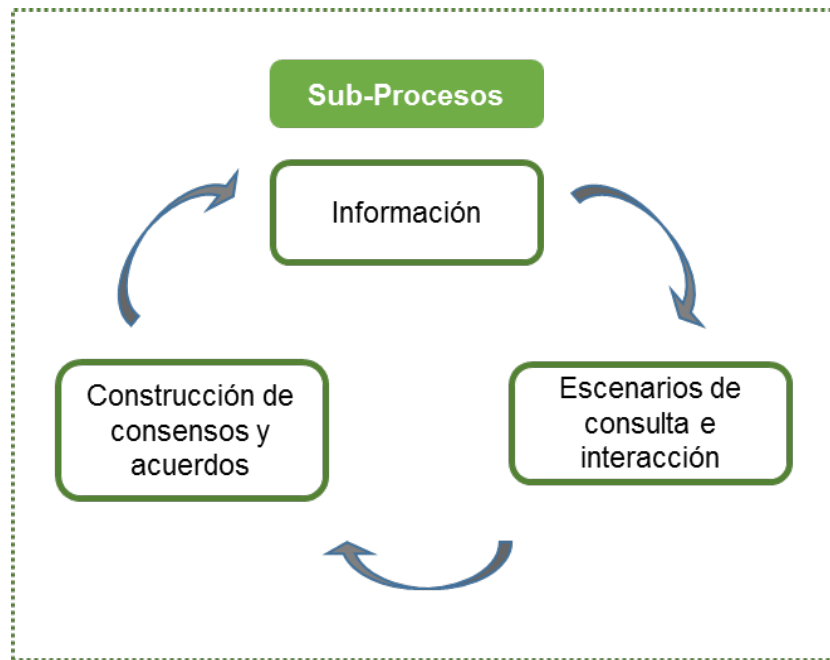 Sub-Procesos
Información
Escenarios de
consulta e
interacción
Construcción de
consensos y
acuerdos